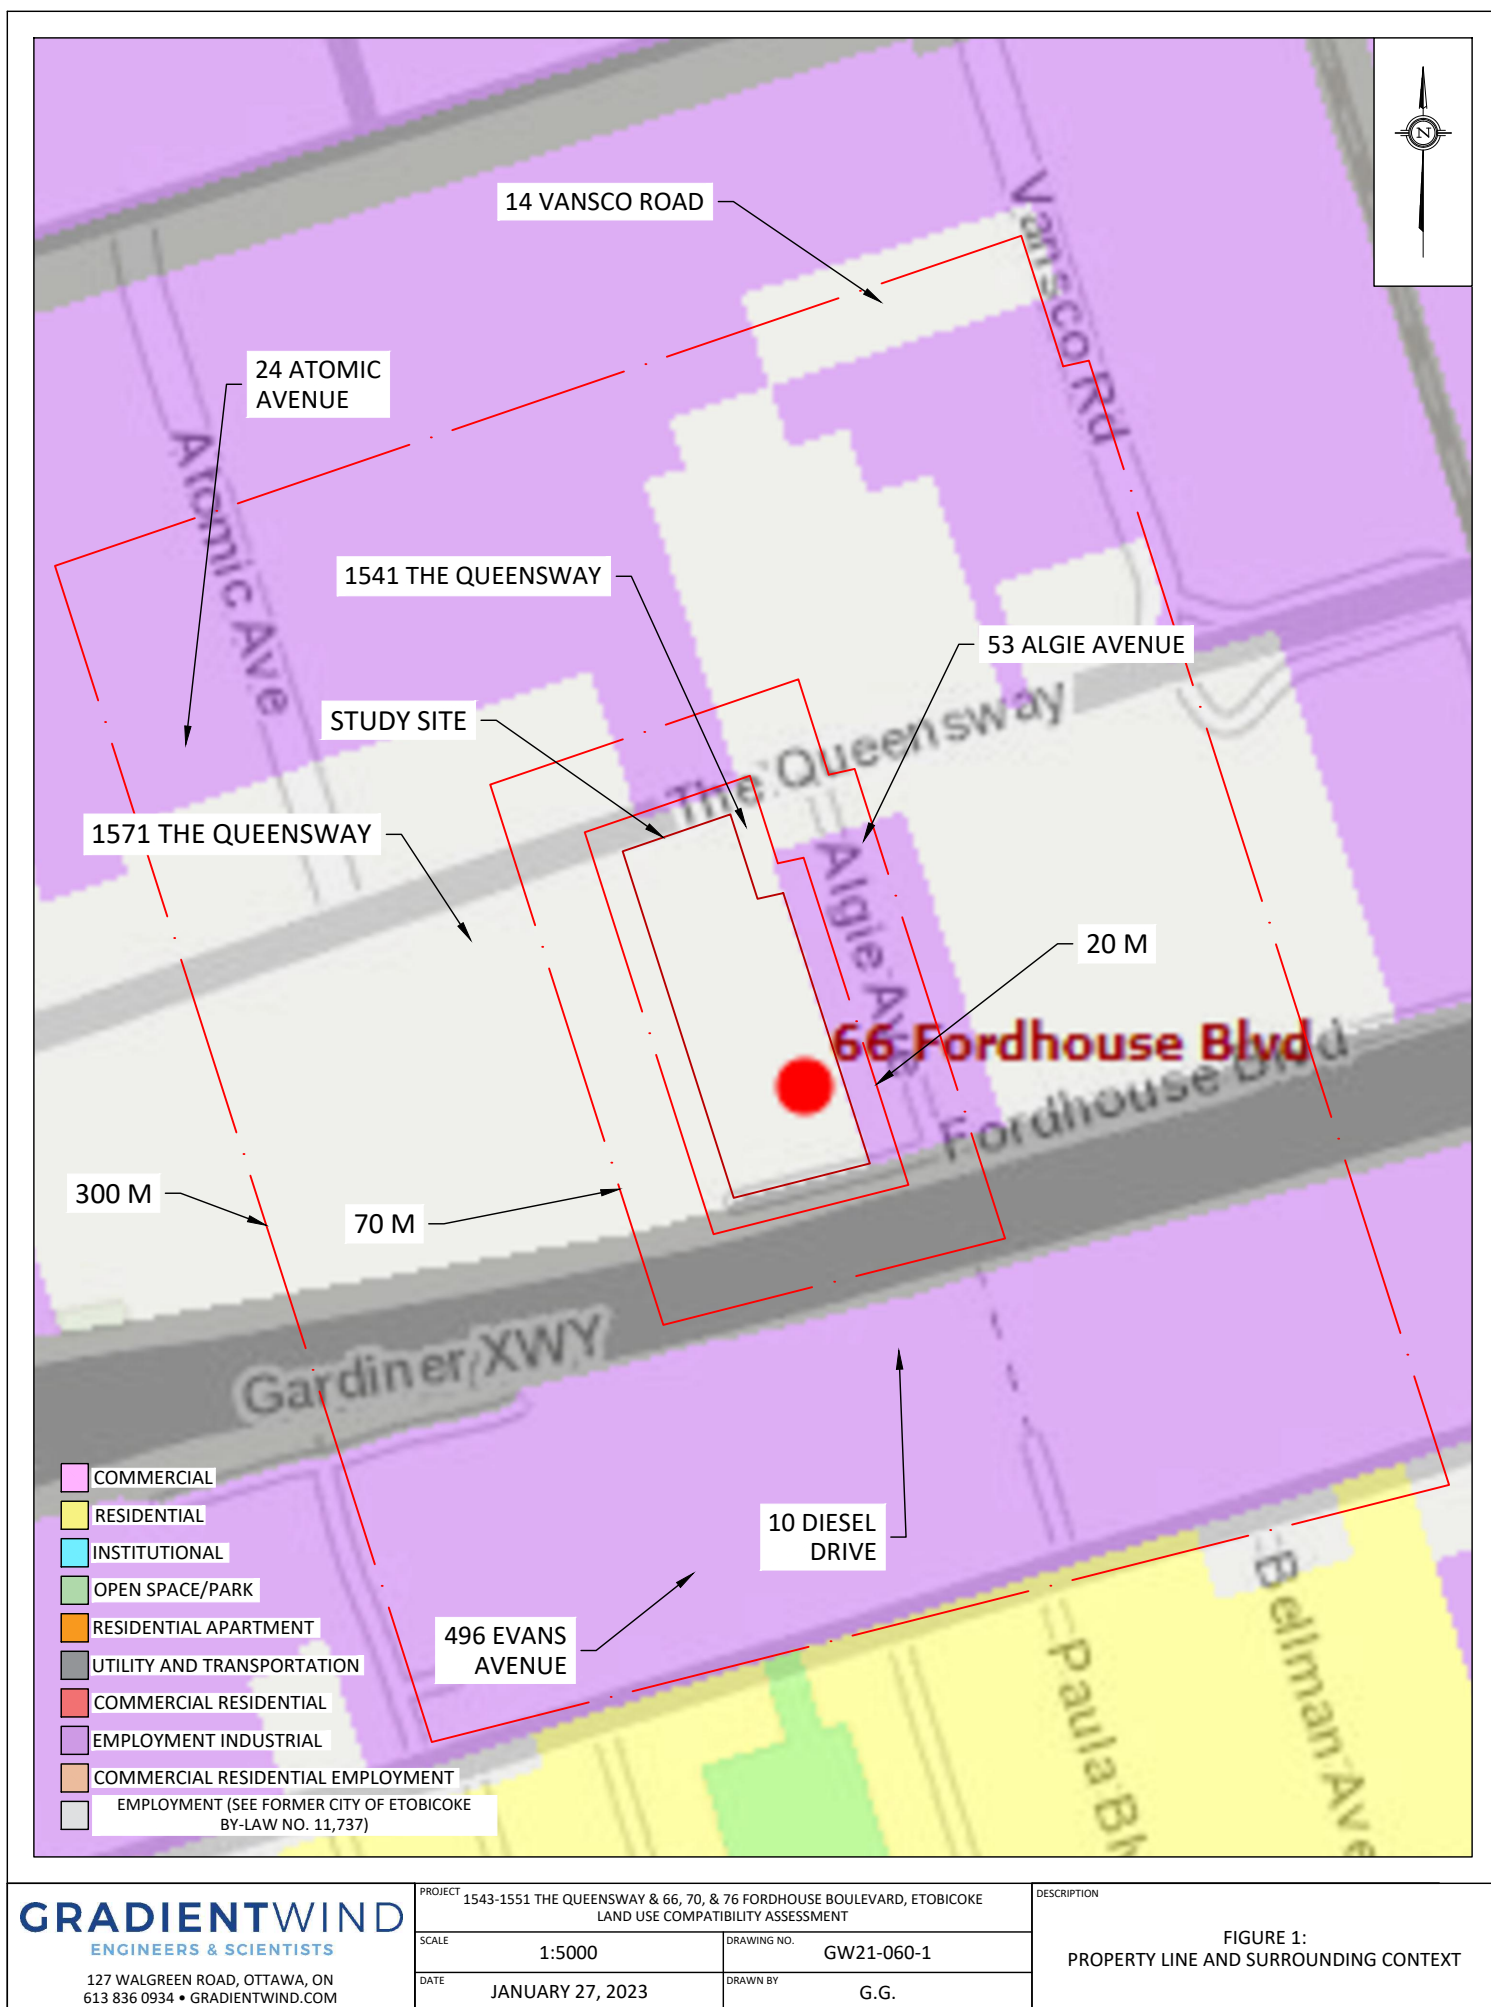 N
14 VANSCO ROAD
Vansco Rd
24 ATOMIC
AVENUE
Atomic Ave
1541 THE QUEENSWAY
53 ALGIE AVENUE
STUDY SITE
The Queensway
1571 THE QUEENSWAY
Algie Ave
20 M
66 Fordhouse Blvd
Fordhouse Blvd
300 M
70 M
Gardiner XWY
10 DIESEL
DRIVE
496 EVANS
AVENUE
Bellman Ave
Paula Blv
COMMERCIAL
RESIDENTIAL
INSTITUTIONAL
OPEN SPACE/PARK
RESIDENTIAL APARTMENT
UTILITY AND TRANSPORTATION
COMMERCIAL RESIDENTIAL
EMPLOYMENT INDUSTRIAL
COMMERCIAL RESIDENTIAL EMPLOYMENT
EMPLOYMENT (SEE FORMER CITY OF ETOBICOKE
BY-LAW NO. 11,737)
GRADIENTWIND
ENGINEERS & SCIENTISTS
127 WALGREEN ROAD, OTTAWA, ON
613 836 0934 • GRADIENTWIND.COM
PROJECT
1543-1551 THE QUEENSWAY & 66, 70, & 76 FORDHOUSE BOULEVARD, ETOBICOKE
LAND USE COMPATIBILITY ASSESSMENT
SCALE
1:5000
DRAWING NO.
GW21-060-1
DATE
JANUARY 27, 2023
DRAWN BY
G.G.
DESCRIPTION
FIGURE 1:
PROPERTY LINE AND SURROUNDING CONTEXT